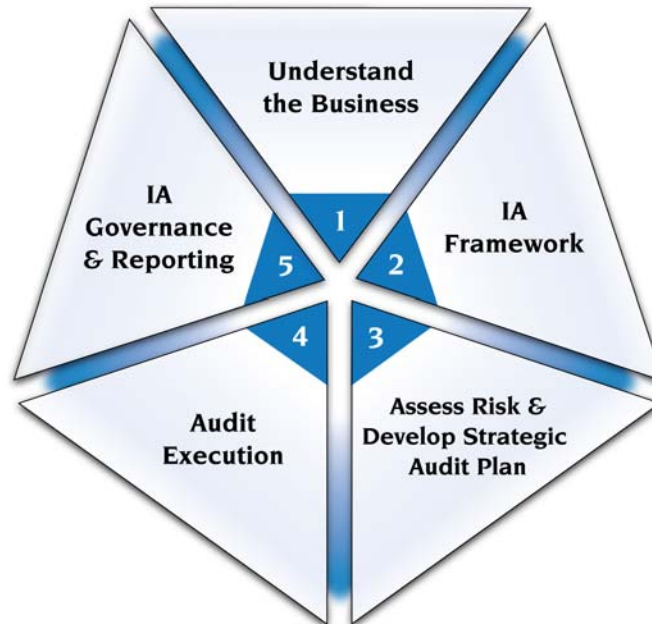 Understand
the Business
1
IA
Framework
2
Assess Risk &
Develop Strategic
Audit Plan
3
Audit
Execution
4
IA
Governance
& Reporting
5